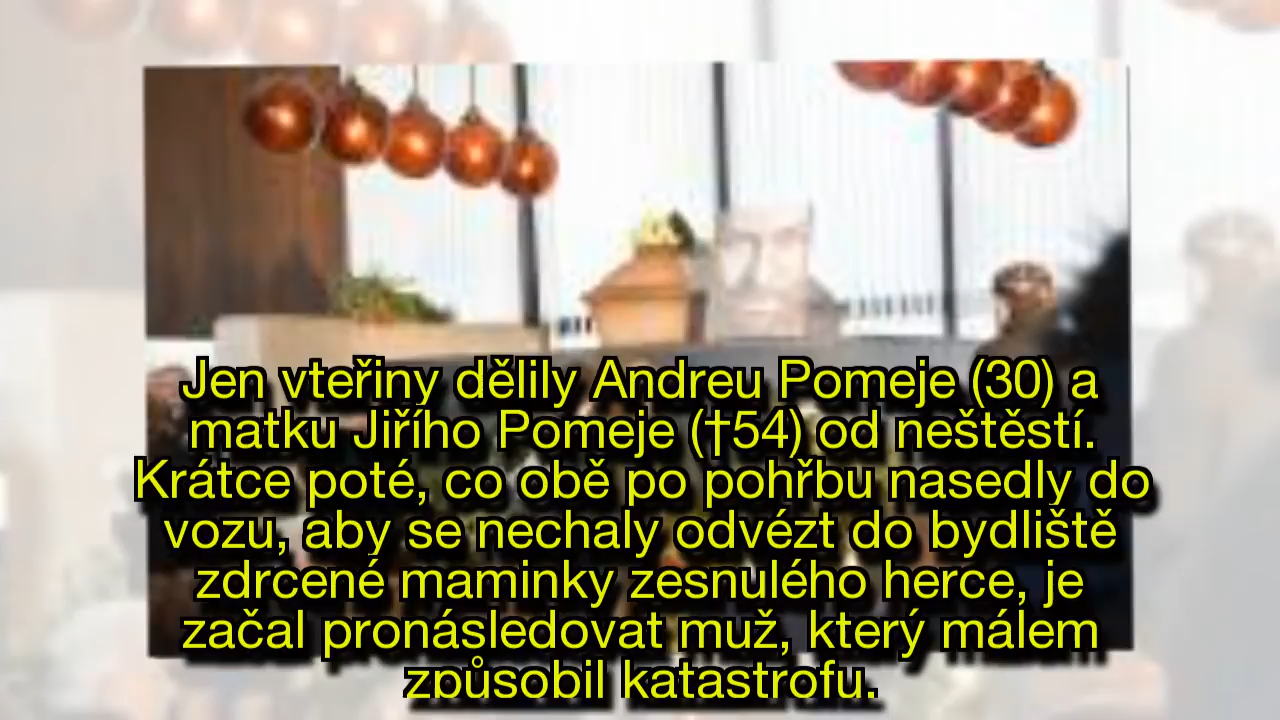 Jen vteřiny dělily Andreu Pomeje (30) a
matku Jiřího Pomeje (†54) od neštěstí.
Krátce poté, co obě po pohřbu nasedly do
vozu, aby se nechaly odvézt do bydliště
zdrcené maminky zesnulého herce, je
začal pronásledovat muž, který málem
způsobil katastrofu.